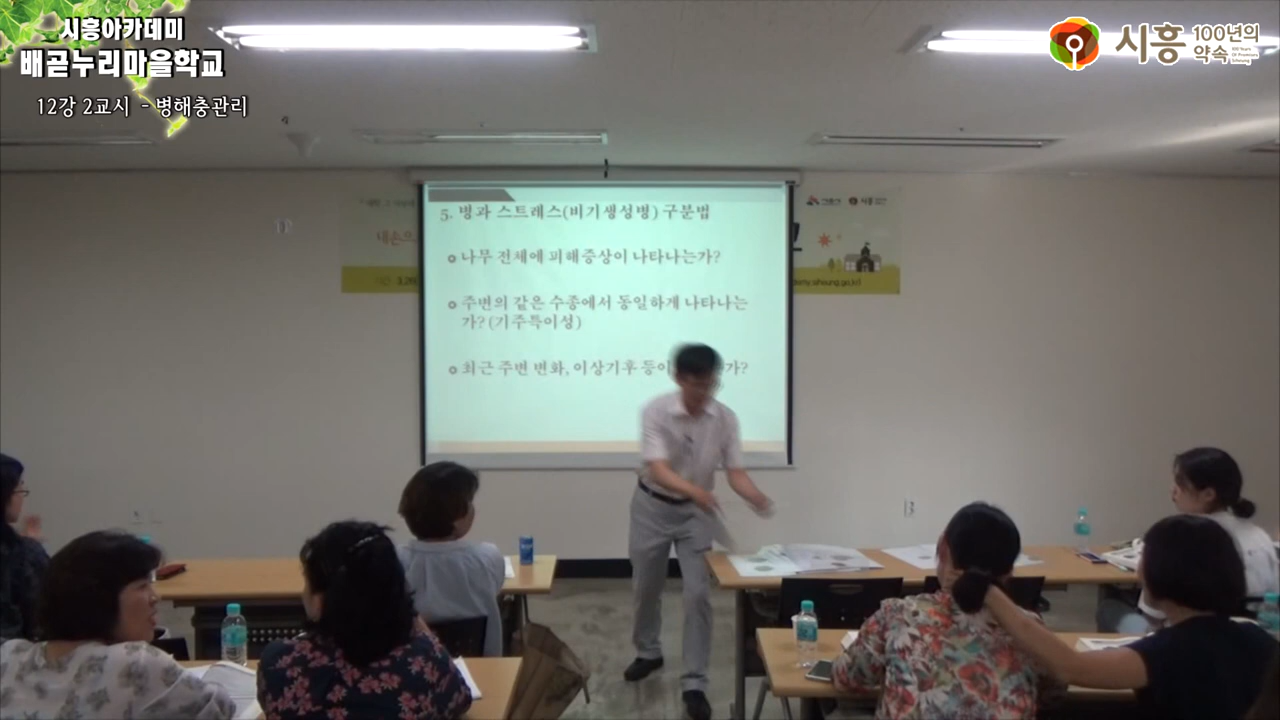 시흥아카데미
배곧누리마을학교
12강 2교시 - 병해충관리
시흥 100년의 약속
5. 병과 스트레스(비기생성병) 구분법
나무 전체에 피해증상이 나타나는가?
주변의 같은 수종에서 동일하게 나타나는
가? (기주특이성)
최근 주변 변화, 이상기후 등이 가?